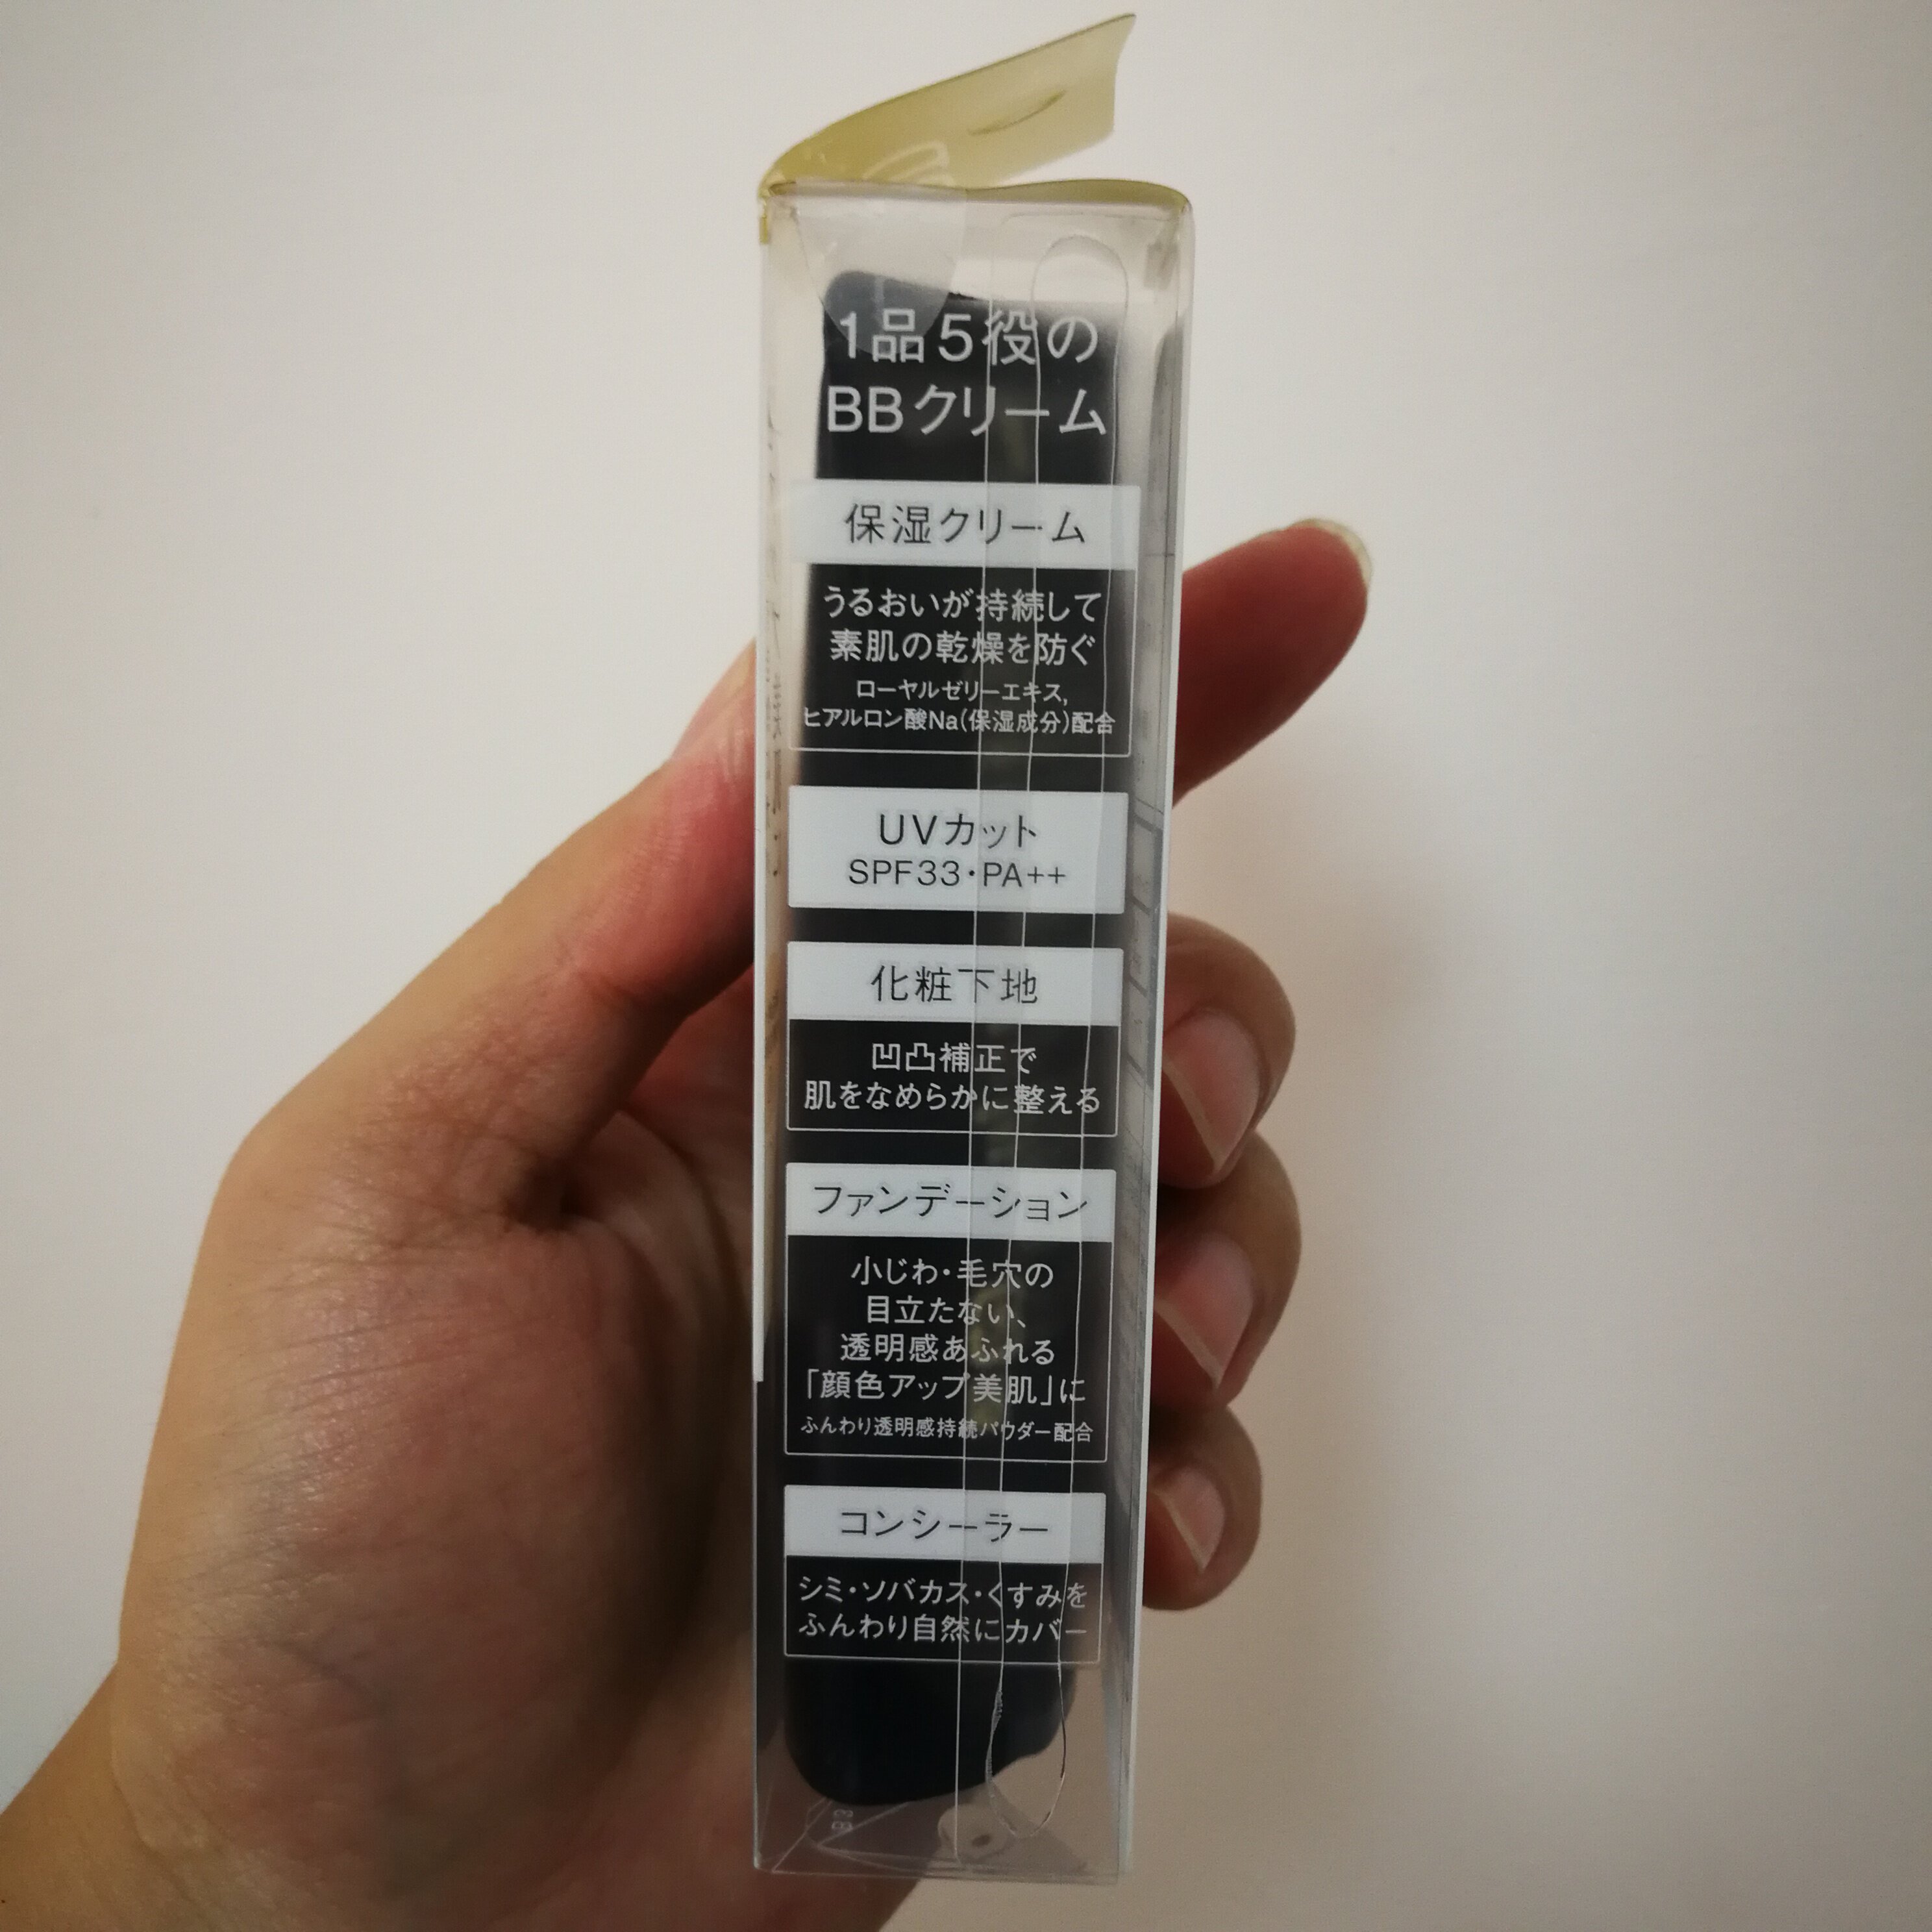 1品5役の
BBクリーム
保湿クリーム
うるおいが持続して
素肌の乾燥を防ぐ
ローヤルゼリーエキス,
ヒアルロン酸Na(保湿成分)配合
UVカット
SPF33・PA++
化粧下地
凹凸補正で
肌をなめらかに整える
ファンデーション
小じわ・毛穴の
目立たない、
透明感あふれる
「顔色アップ美肌」に
ふんわり透明感持続パウダー配合
コンシーラー
シミ・ソバカス・くすみを
ふんわり自然にカバー